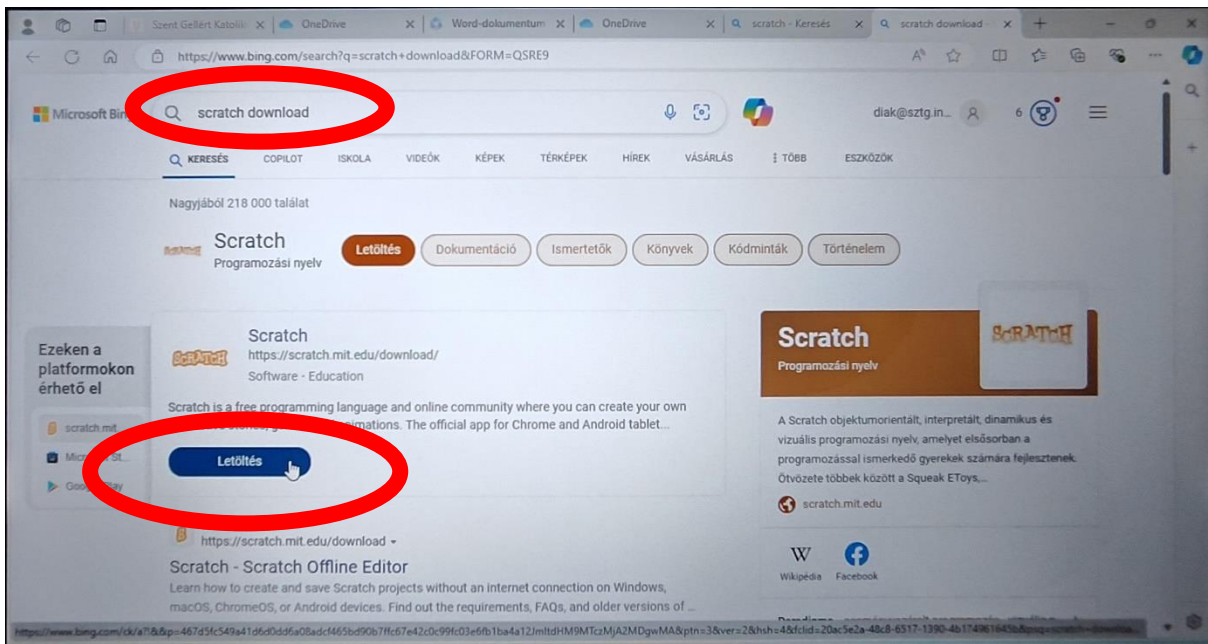 Szent Gellért Katolik
OneDrive
Word-dokumentum
OneDrive
scratch - Keresés
scratch download -
https://www.bing.com/search?q=scratch+download&FORM=QSRE9
Microsoft Bing
scratch download
diak@sztg.in...
6
KERESÉS
COPILOT
ISKOLA
VIDEÓK
KÉPEK
TÉRKÉPEK
HÍREK
VÁSÁRLÁS
TÖBB
ESZKÖZÖK
Nagyjából 218 000 találat
SCRATCH
Scratch
Programozási nyelv
Letöltés
Dokumentáció
Ismertetők
Könyvek
Kódminták
Történelem
Ezeken a
platformokon
érhető el
scratch.mit
Google Play
SCRATCH
Scratch
https://scratch.mit.edu/download/
Software - Education
Scratch is a free programming language and online community where you can create your own
animations. The official app for Chrome and Android tablet...
Letöltés
https://scratch.mit.edu/download
Scratch - Scratch Offline Editor
Learn how to create and save Scratch projects without an internet connection on Windows,
macOS, ChromeOS, or Android devices. Find out the requirements, FAQs, and older versions of ...
Scratch
Programozási nyelv
SCRATCH
A Scratch objektumorientált, interpretált, dinamikus és
vizuális programozási nyelv, amelyet elsősorban a
programozással ismerkedő gyerekek számára fejlesztenek.
Ötvözete többek között a Squeak EToys,...
scratch.mit.edu
W
Wikipédia
Facebook